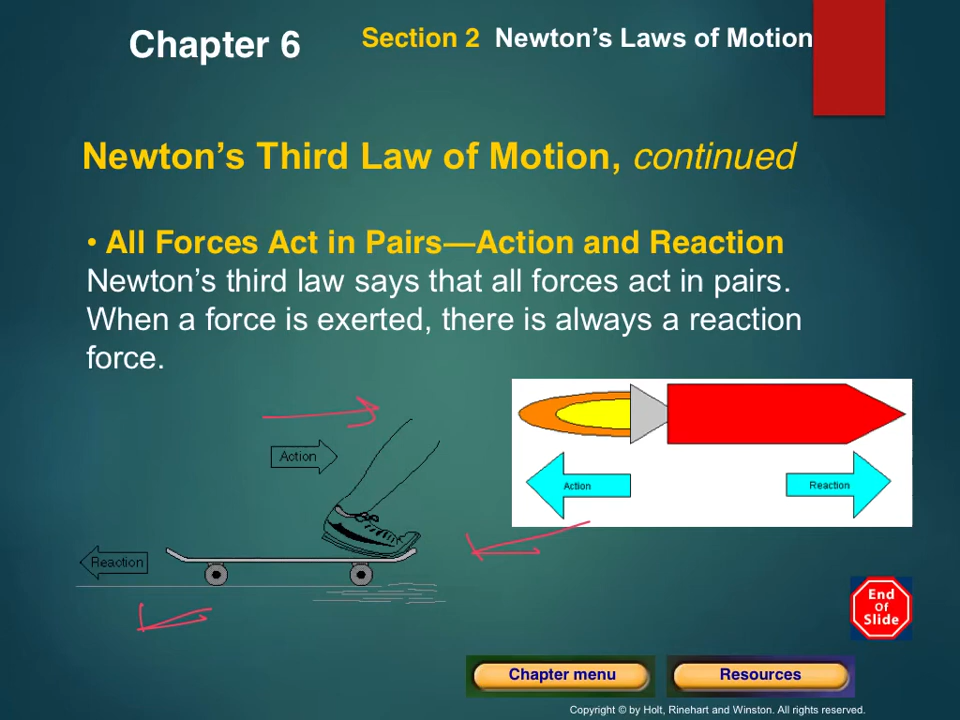 Chapter 6
Section 2 Newton’s Laws of Motion
Newton’s Third Law of Motion, continued
• All Forces Act in Pairs—Action and Reaction
Newton’s third law says that all forces act in pairs.
When a force is exerted, there is always a reaction
force.
Action
Reaction
Action
Reaction
End
Of
Slide
Chapter menu
Resources
Copyright © by Holt, Rinehart and Winston. All rights reserved.